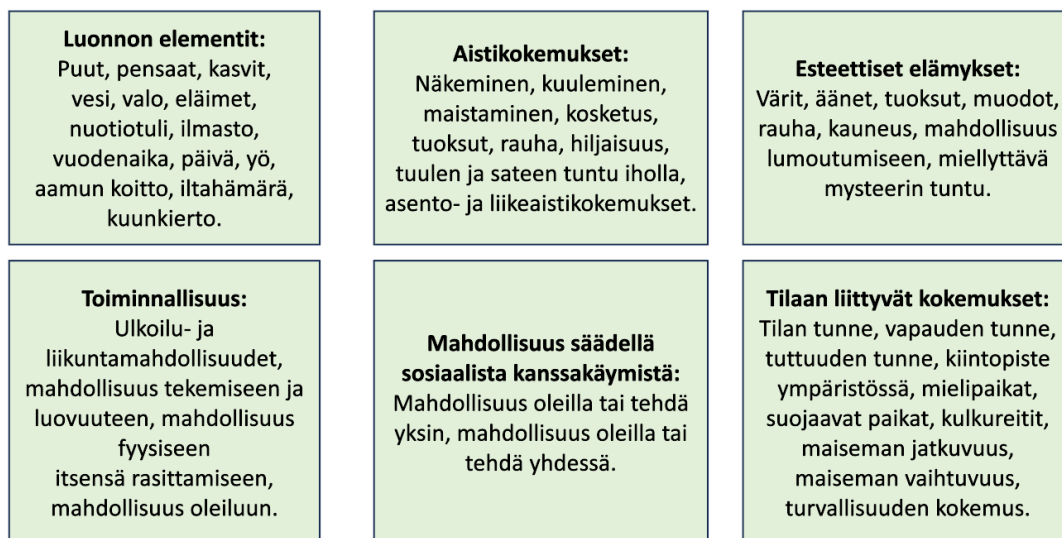 Luonnon elementit:
Puut, pensaat, kasvit,
vesi, valo, eläimet,
nuotiotuli, ilmasto,
vuodenaika, päivä, yö,
aamun koitto, iltahämärä,
kuunkierto.
Aistikokemukset:
Näkeminen, kuuleminen,
maistaminen, kosketus,
tuoksut, rauha, hiljaisuus,
tuulen ja sateen tuntu iholla,
asento- ja liikeaistikokemukset.
Esteettiset elämykset:
Värit, äänet, tuoksut, muodot,
rauha, kauneus, mahdollisuus
lumoutumiseen, miellyttävä
mysteerin tuntu.
Toiminnallisuus:
Ulkoilu- ja
liikuntamahdollisuudet,
mahdollisuus tekemiseen ja
luovuuteen, mahdollisuus
fyysiseen
itsensä rasittamiseen,
mahdollisuus oleiluun.
Mahdollisuus säädellä
sosiaalista kanssakäymistä:
Mahdollisuus oleilla tai tehdä
yksin, mahdollisuus oleilla tai
tehdä yhdessä.
Tilaan liittyvät kokemukset:
Tilan tunne, vapauden tunne,
tuttuuden tunne, kiintopiste
ympäristössä, mielipaikat,
suojaavat paikat, kulkureitit,
maiseman jatkuvuus,
maiseman vaihtuvuus,
turvallisuuden kokemus.